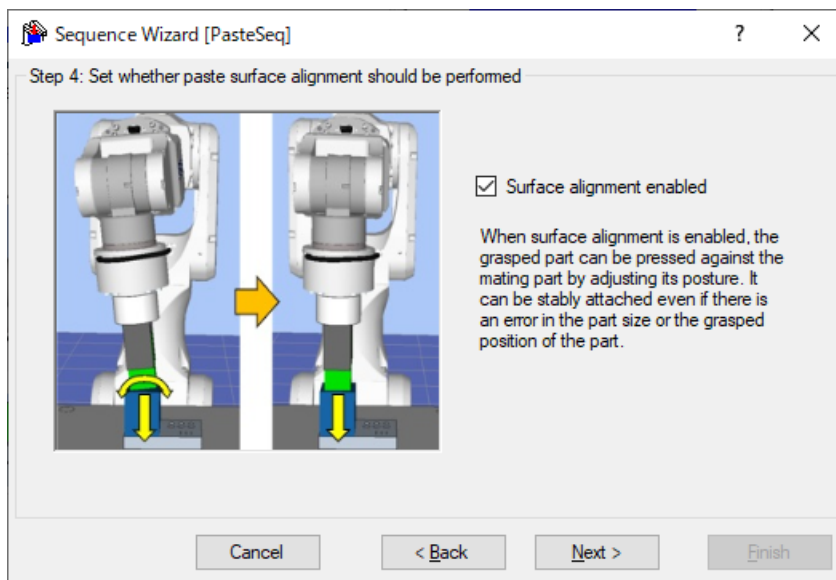 Sequence Wizard [PasteSeq]
?
Step 4: Set whether paste surface alignment should be performed
Surface alignment enabled
When surface alignment is enabled, the
grasped part can be pressed against the
mating part by adjusting its posture. It
can be stably attached even if there is
an error in the part size or the grasped
position of the part.
Cancel
< Back
Next >
Finish